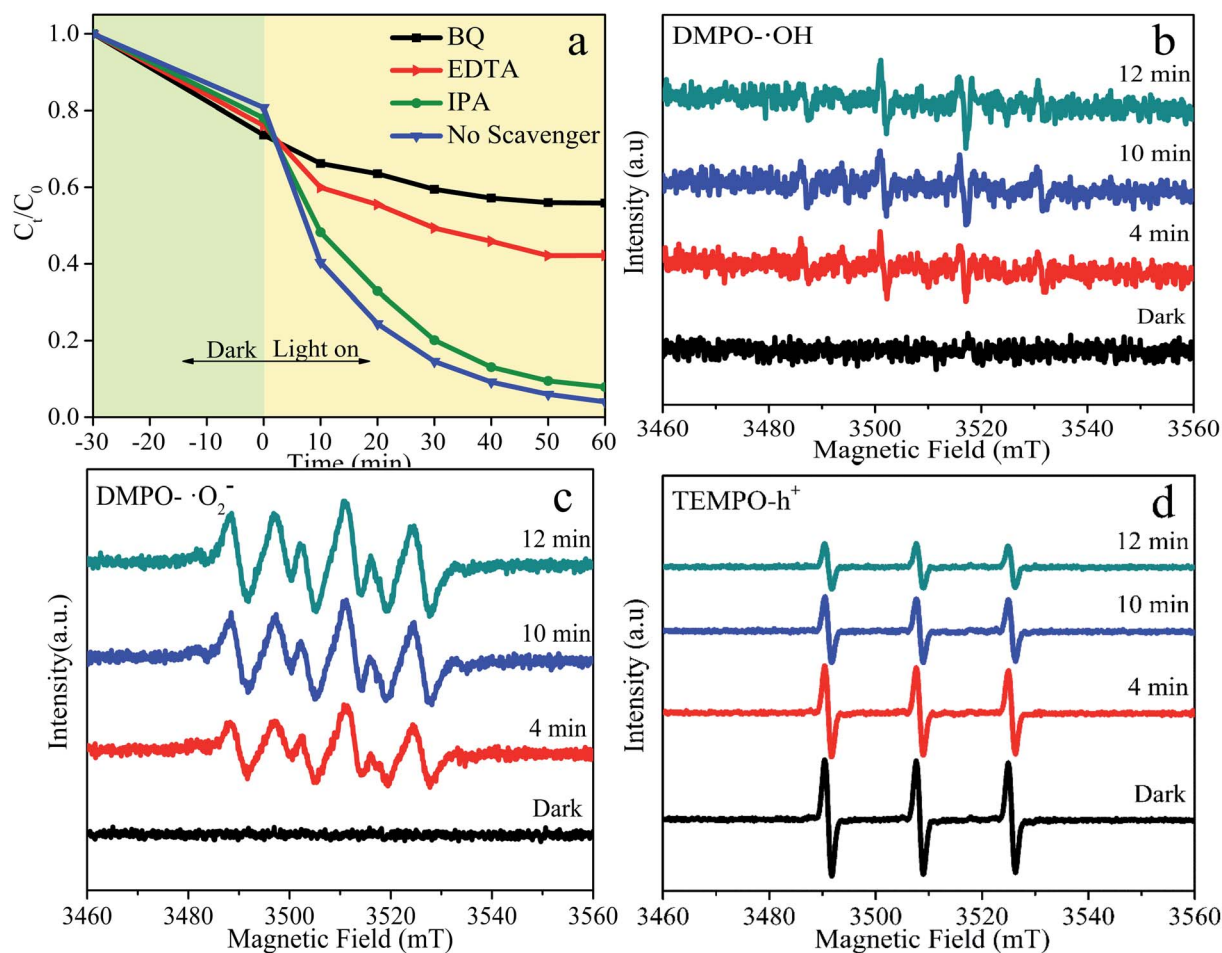 a
BQ
EDTA
IPA
No Scavenger
1.0
0.8
0.6
0.4
0.2
0.0
C_t/C_0
Dark Light on
-30 -20 -10 0 10 20 30 40 50 60
Time (min)
DMPO-·OH
b
12 min
10 min
4 min
Dark
Intensity (a.u)
3460 3480 3500 3520 3540 3560
Magnetic Field (mT)
DMPO- ·O₂⁻
c
12 min
10 min
4 min
Dark
Intensity(a.u.)
3460 3480 3500 3520 3540 3560
Magnetic Field (mT)
TEMPO-h⁺
d
12 min
10 min
4 min
Dark
Intensity (a.u)
3460 3480 3500 3520 3540 3560
Magnetic Field (mT)